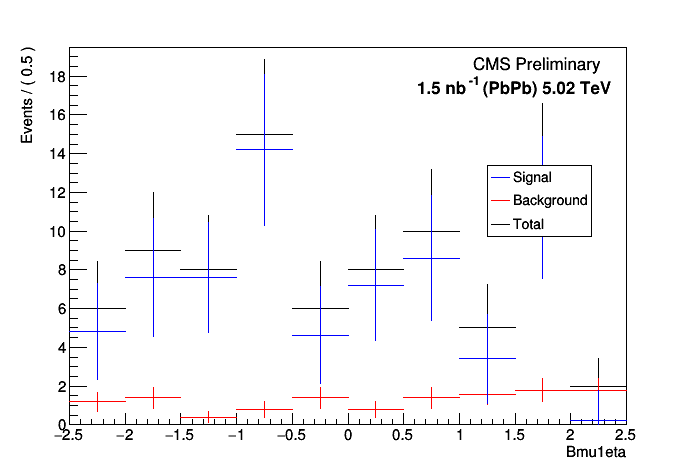 Events / ( 0.5 )
CMS Preliminary
1.5 nb⁻¹ (PbPb) 5.02 TeV
Signal
Background
Total
18
16
14
12
10
8
6
4
2
0
−2.5 −2 −1.5 −1 −0.5 0 0.5 1 1.5 2 2.5
Bmu1eta